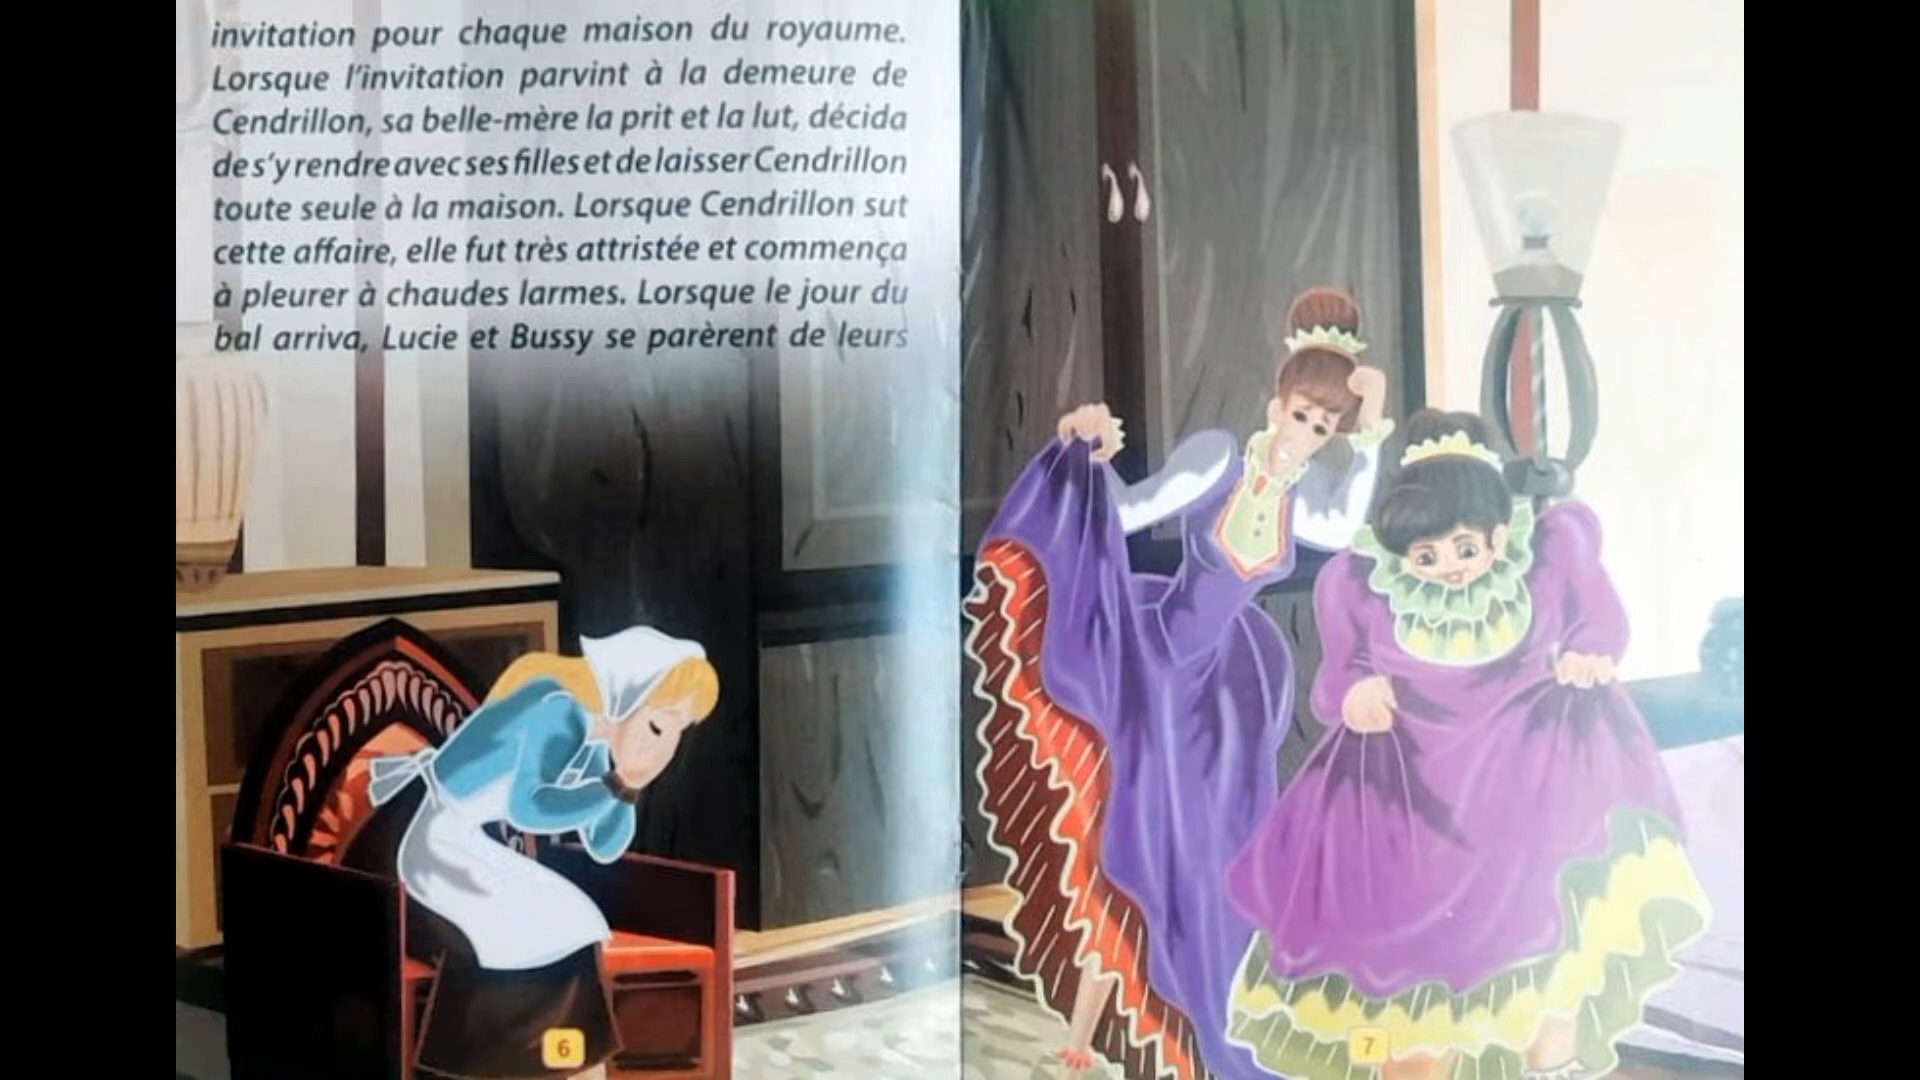 invitation pour chaque maison du royaume.
Lorsque l'invitation parvint à la demeure de
Cendrillon, sa belle-mère la prit et la lut, décida
de s'y rendre avec ses filles et de laisser Cendrillon
toute seule à la maison. Lorsque Cendrillon sut
cette affaire, elle fut très attristée et commença
à pleurer à chaudes larmes. Lorsque le jour du
bal arriva, Lucie et Bussy se parèrent de leurs
6
7